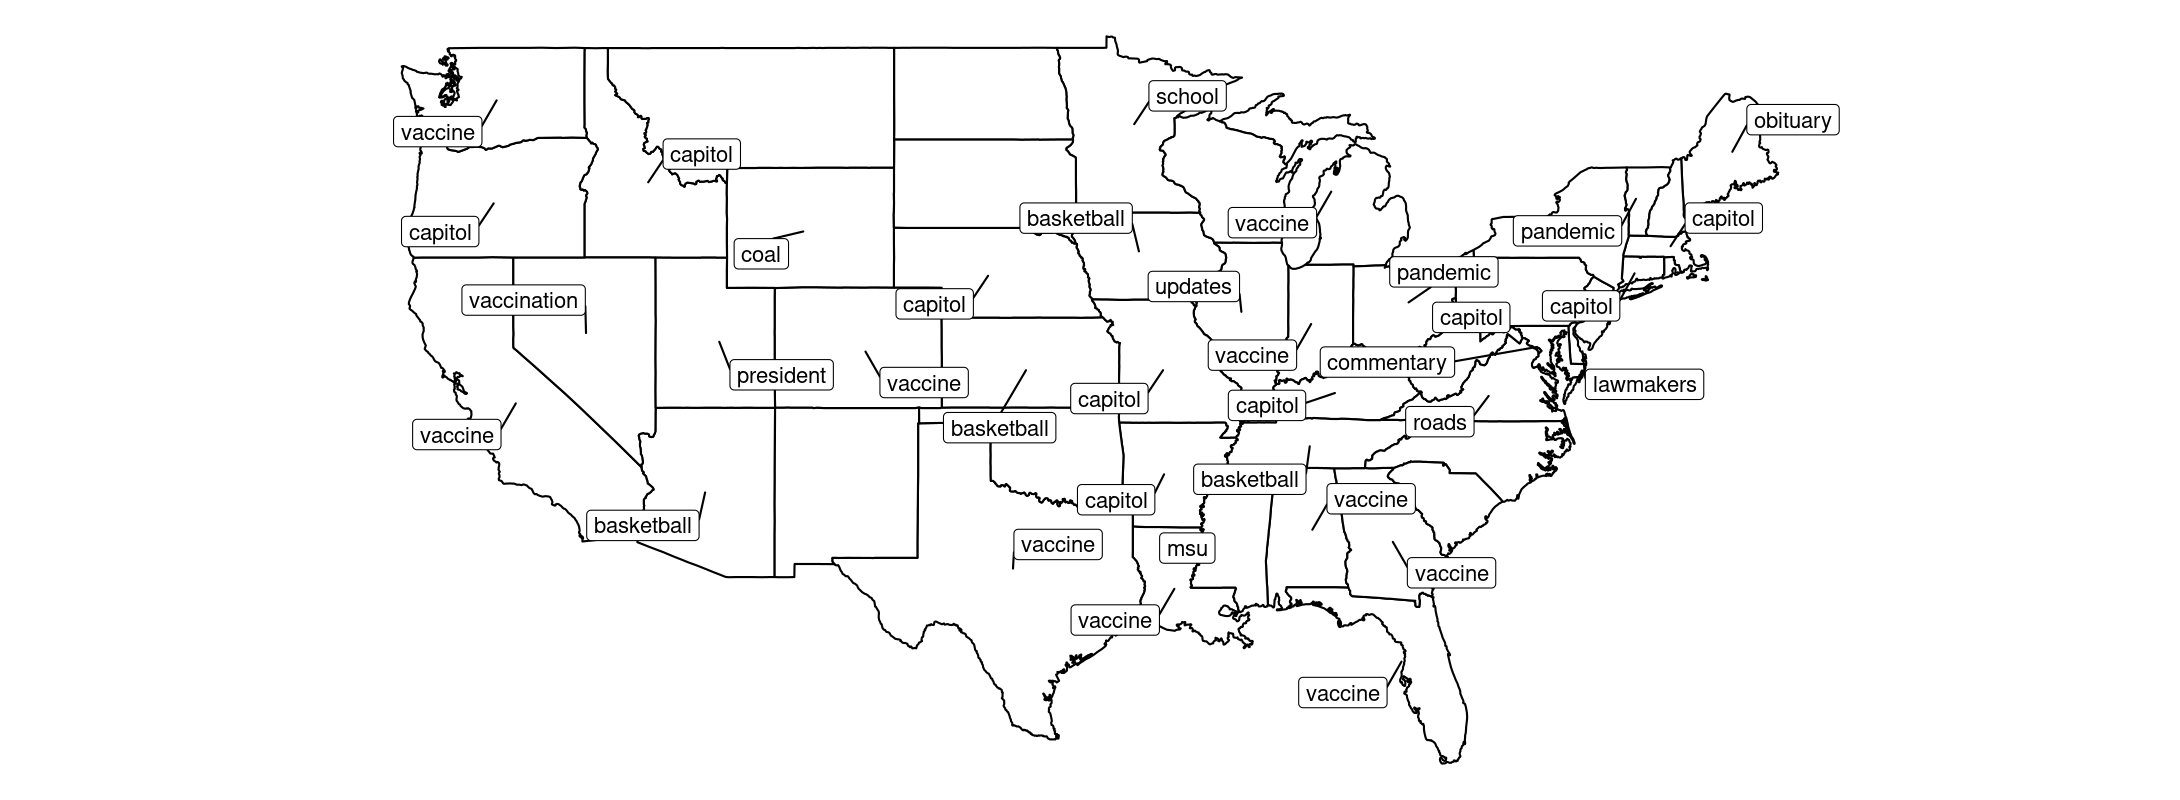 school
obituary
vaccine
capitol
basketball
vaccine
capitol
capitol
pandemic
coal
pandemic
vaccination
updates
capitol
capitol
capitol
vaccine
commentary
president
vaccine
lawmakers
capitol
capitol
roads
basketball
vaccine
basketball
vaccine
capitol
basketball
vaccine
msu
vaccine
vaccine
vaccine